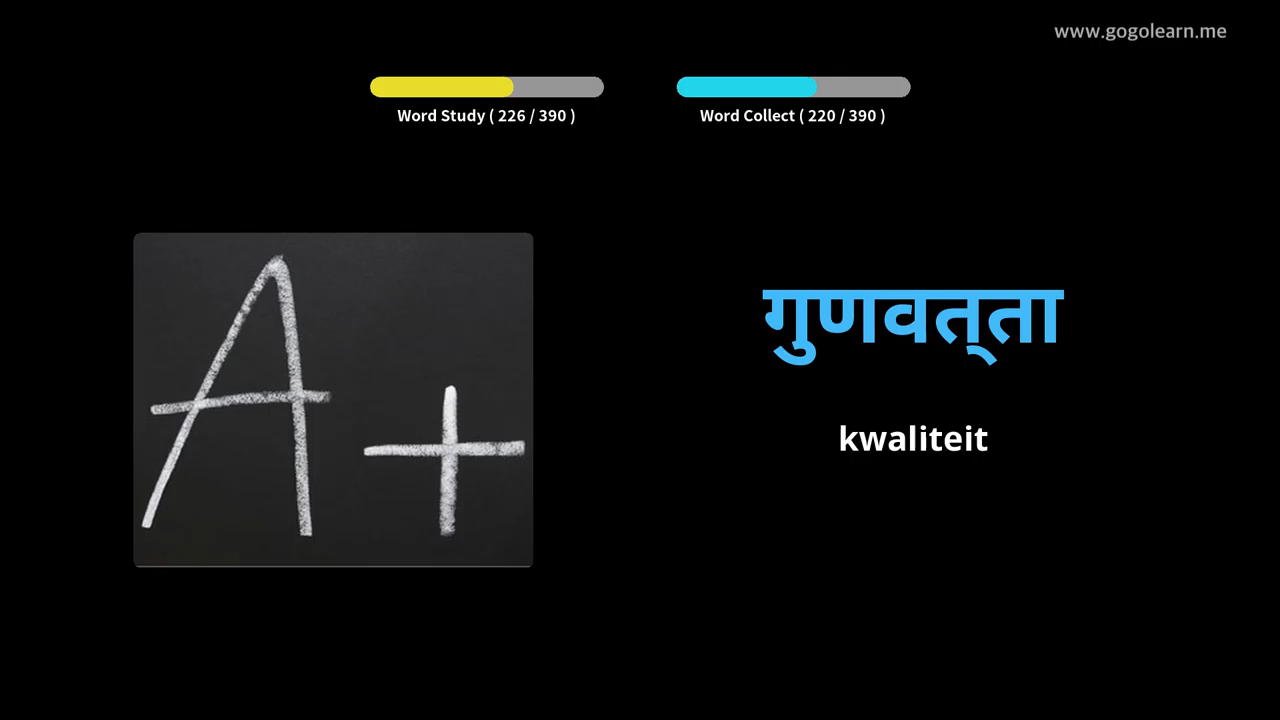 www.gogolearn.me
Word Study ( 226 / 390 )
Word Collect ( 220 / 390 )
A+
गुणवत्‌ता
kwaliteit